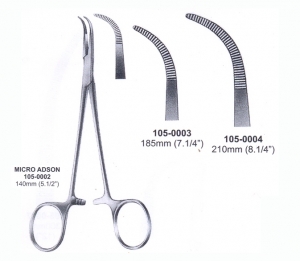 105-0003
185mm (7.1/4")
105-0004
210mm (8.1/4")
MICRO ADSON
105-0002
140mm (5.1/2")